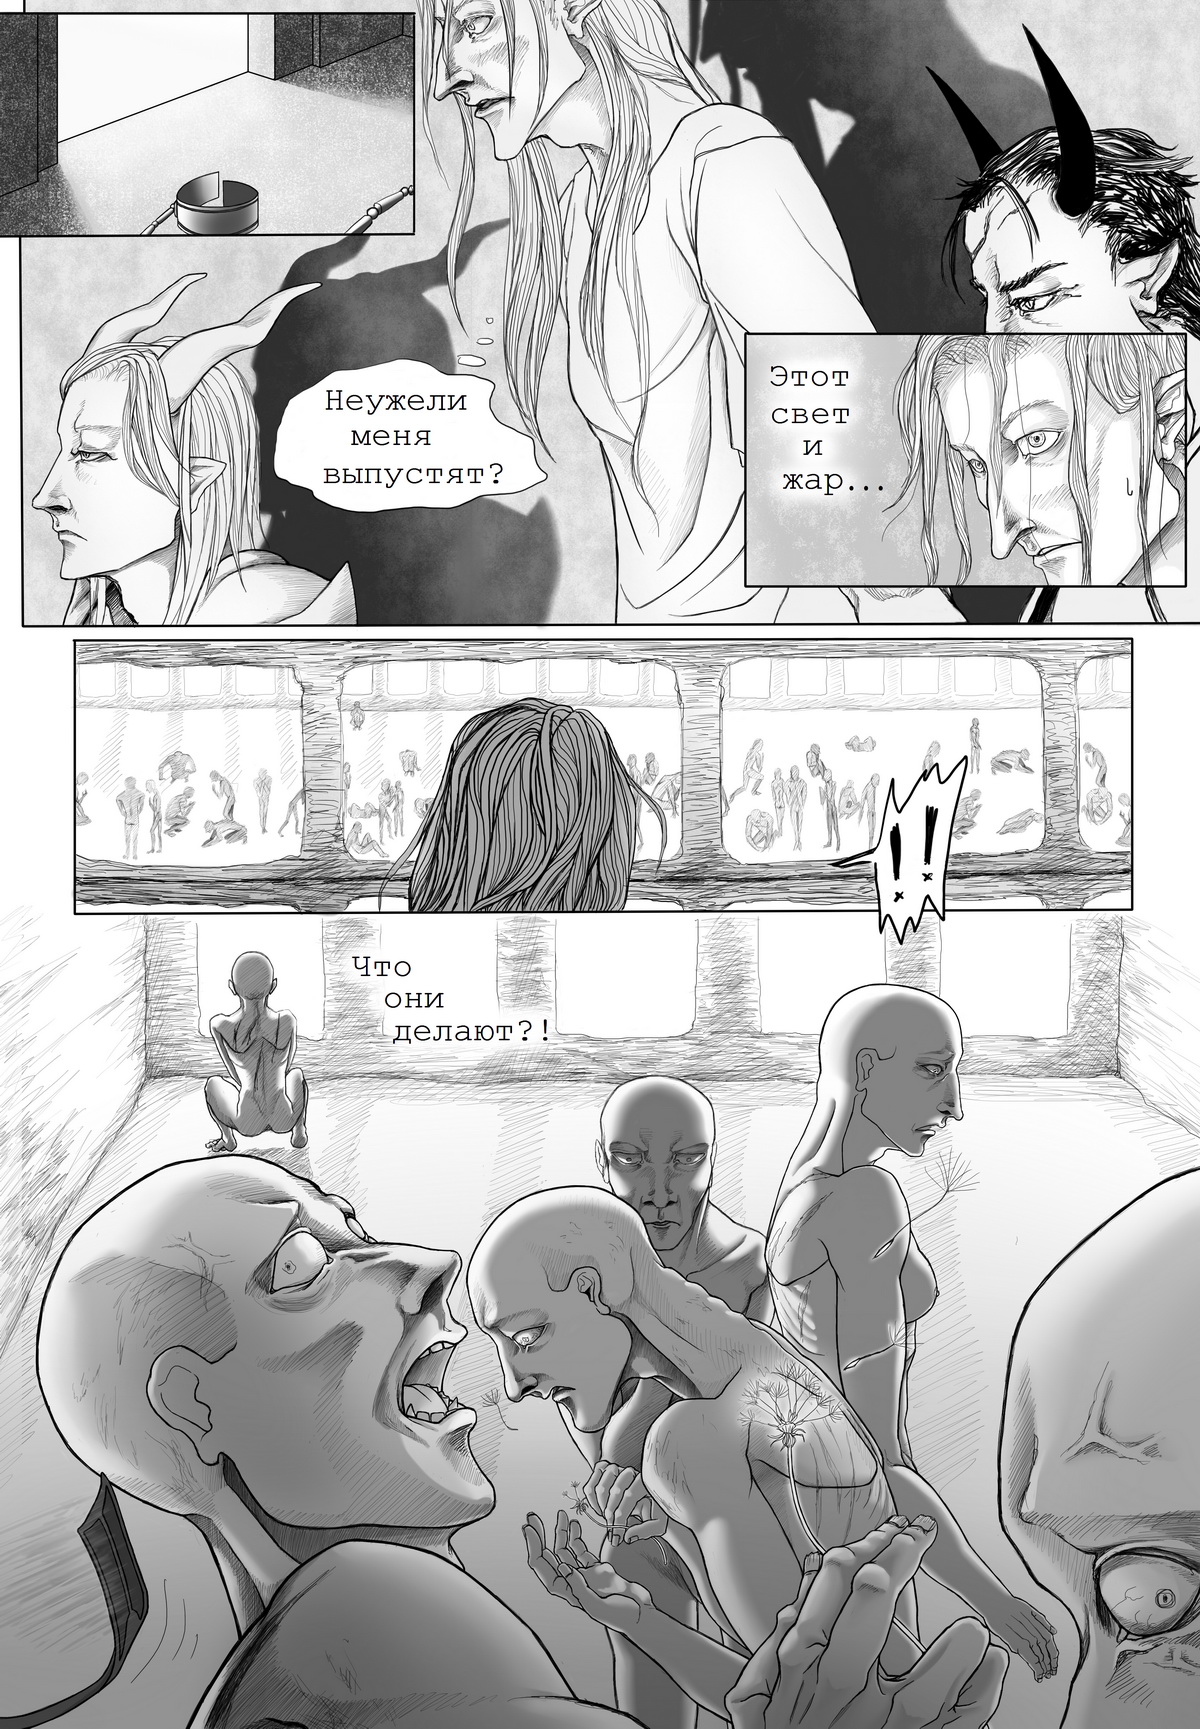 Неужели
меня
выпустят?
Этот
свет
и
жар...
!!
Что
они
делают?!